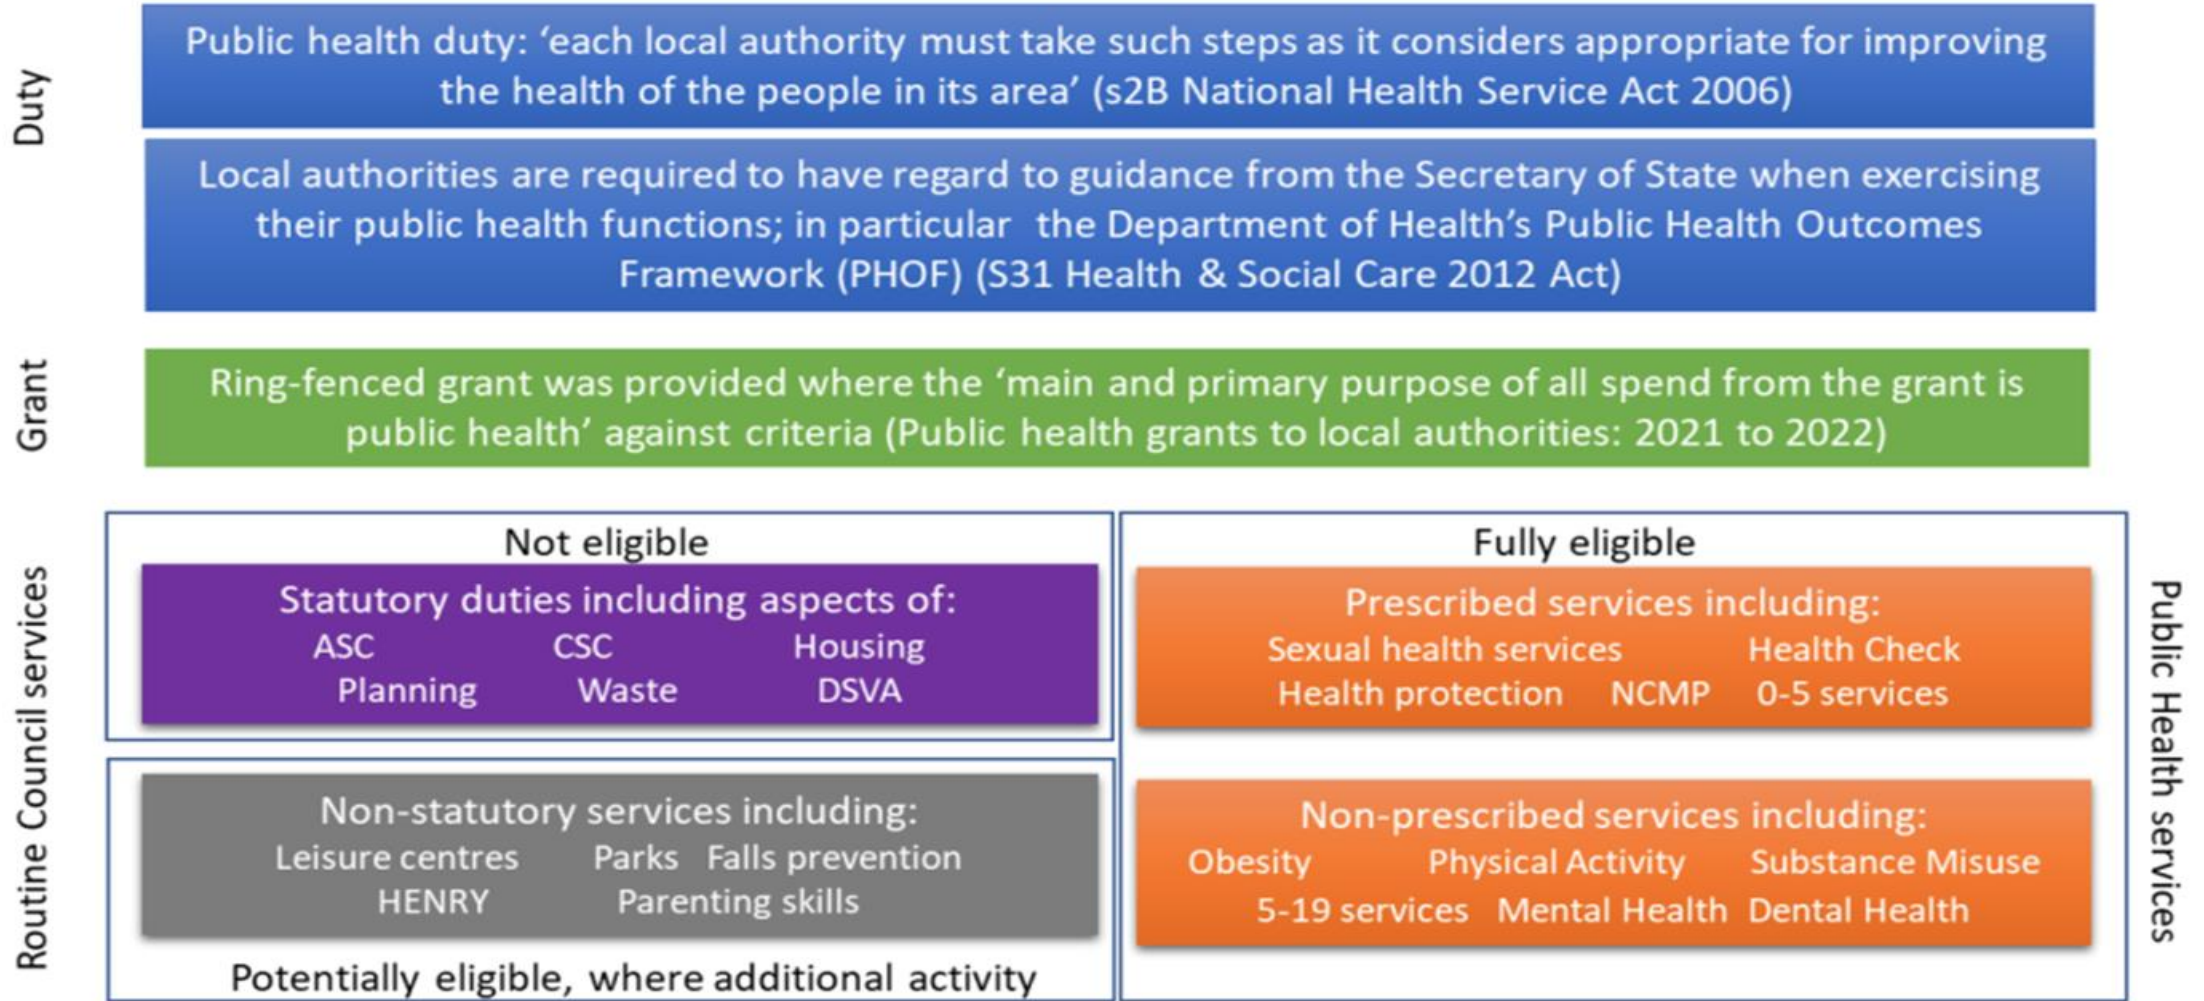 Duty
Public health duty: ‘each local authority must take such steps as it considers appropriate for improving
the health of the people in its area’ (s2B National Health Service Act 2006)
Local authorities are required to have regard to guidance from the Secretary of State when exercising
their public health functions; in particular the Department of Health’s Public Health Outcomes
Framework (PHOF) (S31 Health & Social Care 2012 Act)
Grant
Ring-fenced grant was provided where the ‘main and primary purpose of all spend from the grant is
public health’ against criteria (Public health grants to local authorities: 2021 to 2022)
Routine Council services
Not eligible
Statutory duties including aspects of:
ASC CSC Housing
Planning Waste DSVA
Non-statutory services including:
Leisure centres Parks Falls prevention
HENRY Parenting skills
Potentially eligible, where additional activity
Fully eligible
Prescribed services including:
Sexual health services Health Check
Health protection NCMP 0-5 services
Non-prescribed services including:
Obesity Physical Activity Substance Misuse
5-19 services Mental Health Dental Health
Public Health services